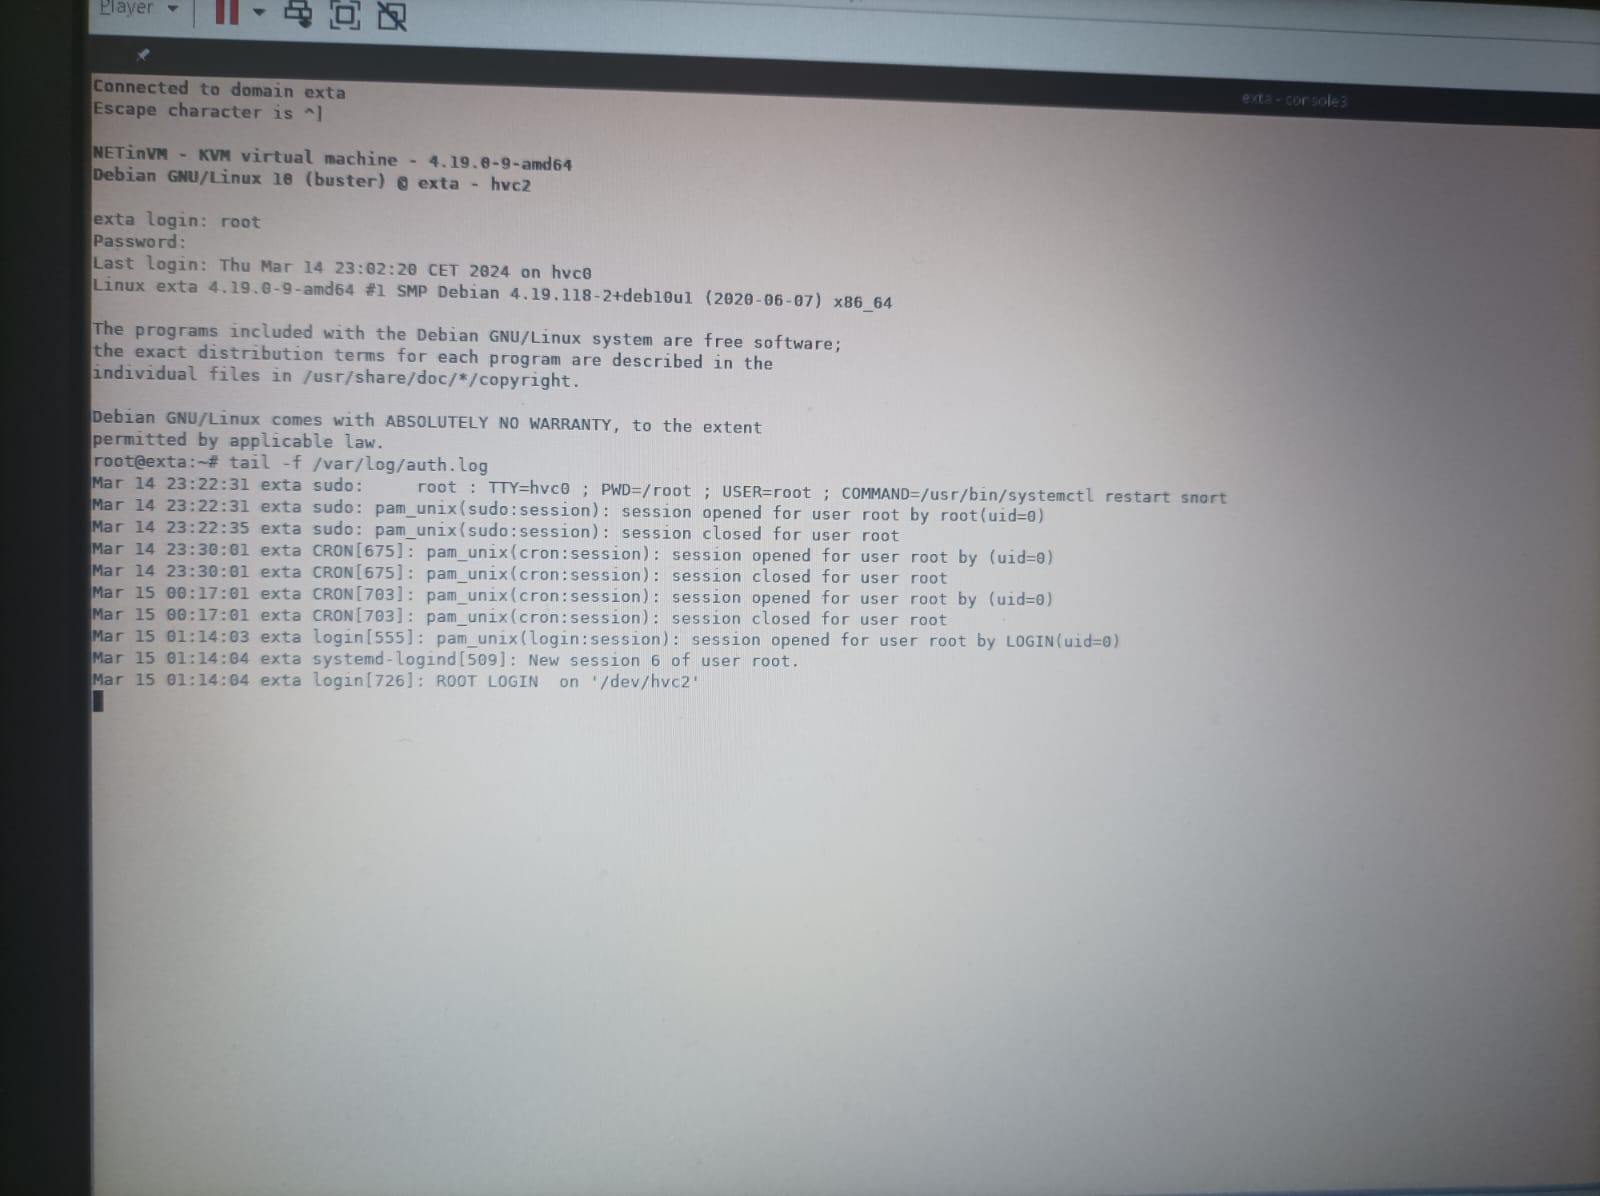 Player
exta - console3
Connected to domain exta
Escape character is ^]
NETinVM - KVM virtual machine - 4.19.0-9-amd64
Debian GNU/Linux 10 (buster) @ exta - hvc2
exta login: root
Password:
Last login: Thu Mar 14 23:02:20 CET 2024 on hvc0
Linux exta 4.19.0-9-amd64 #1 SMP Debian 4.19.118-2+deb10u1 (2020-06-07) x86_64
The programs included with the Debian GNU/Linux system are free software;
the exact distribution terms for each program are described in the
individual files in /usr/share/doc/*/copyright.
Debian GNU/Linux comes with ABSOLUTELY NO WARRANTY, to the extent
permitted by applicable law.
root@exta:~# tail -f /var/log/auth.log
Mar 14 23:22:31 exta sudo:     root : TTY=hvc0 ; PWD=/root ; USER=root ; COMMAND=/usr/bin/systemctl restart snort
Mar 14 23:22:31 exta sudo: pam_unix(sudo:session): session opened for user root by root(uid=0)
Mar 14 23:22:35 exta sudo: pam_unix(sudo:session): session closed for user root
Mar 14 23:30:01 exta CRON[675]: pam_unix(cron:session): session opened for user root by (uid=0)
Mar 14 23:30:01 exta CRON[675]: pam_unix(cron:session): session closed for user root
Mar 15 00:17:01 exta CRON[703]: pam_unix(cron:session): session opened for user root by (uid=0)
Mar 15 00:17:01 exta CRON[703]: pam_unix(cron:session): session closed for user root
Mar 15 01:14:03 exta login[555]: pam_unix(login:session): session opened for user root by LOGIN(uid=0)
Mar 15 01:14:04 exta systemd-logind[509]: New session 6 of user root.
Mar 15 01:14:04 exta login[726]: ROOT LOGIN  on '/dev/hvc2'